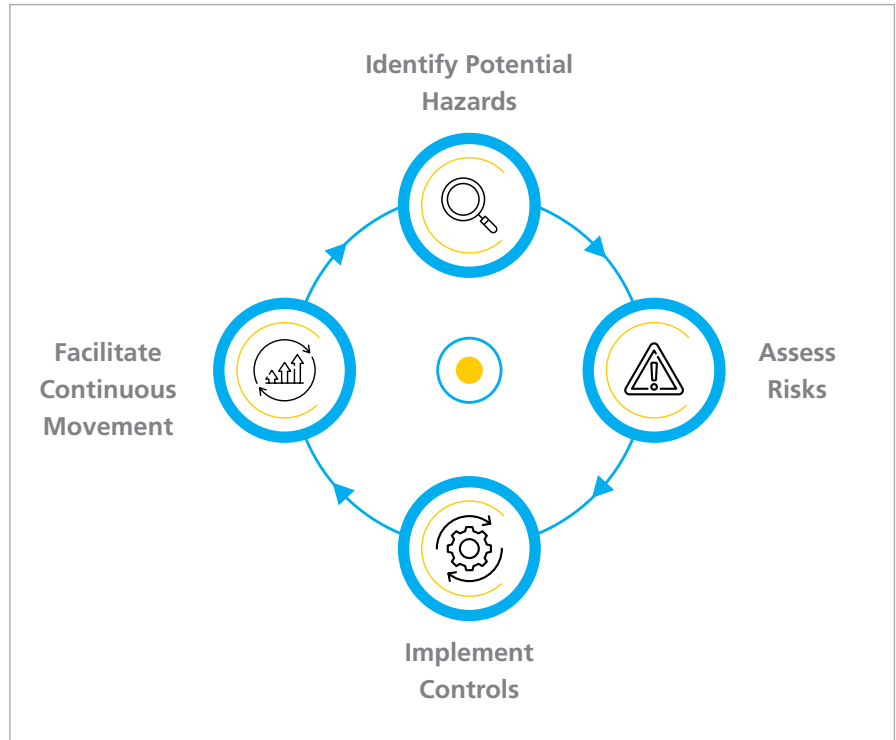 Identify Potential
Hazards
Assess
Risks
Implement
Controls
Facilitate
Continuous
Movement